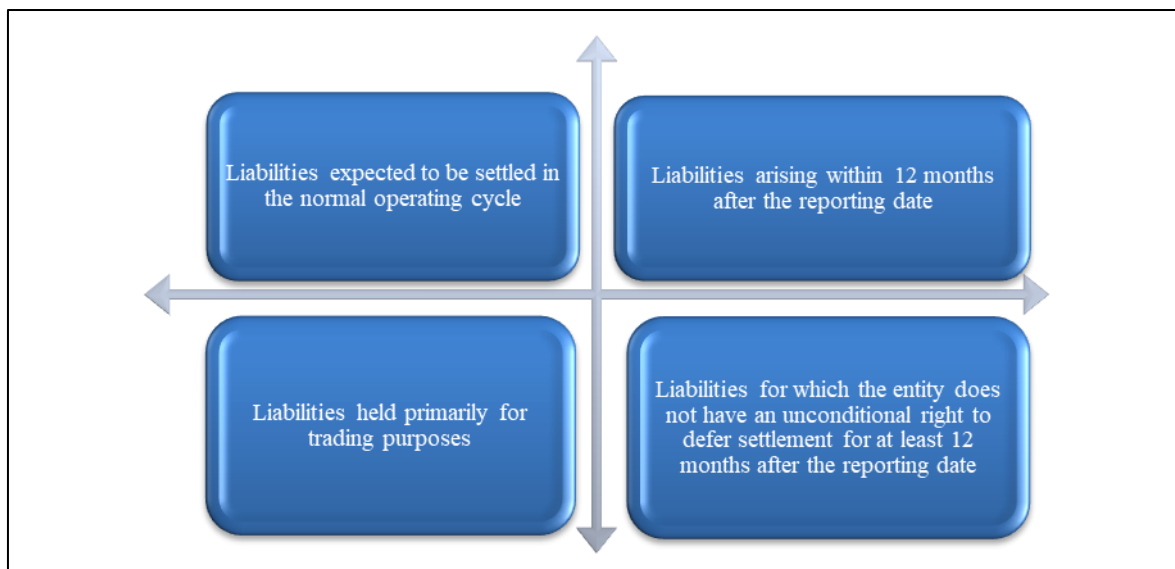 Liabilities expected to be settled in
the normal operating cycle
Liabilities arising within 12 months
after the reporting date
Liabilities held primarily for
trading purposes
Liabilities for which the entity does
not have an unconditional right to
defer settlement for at least 12
months after the reporting date